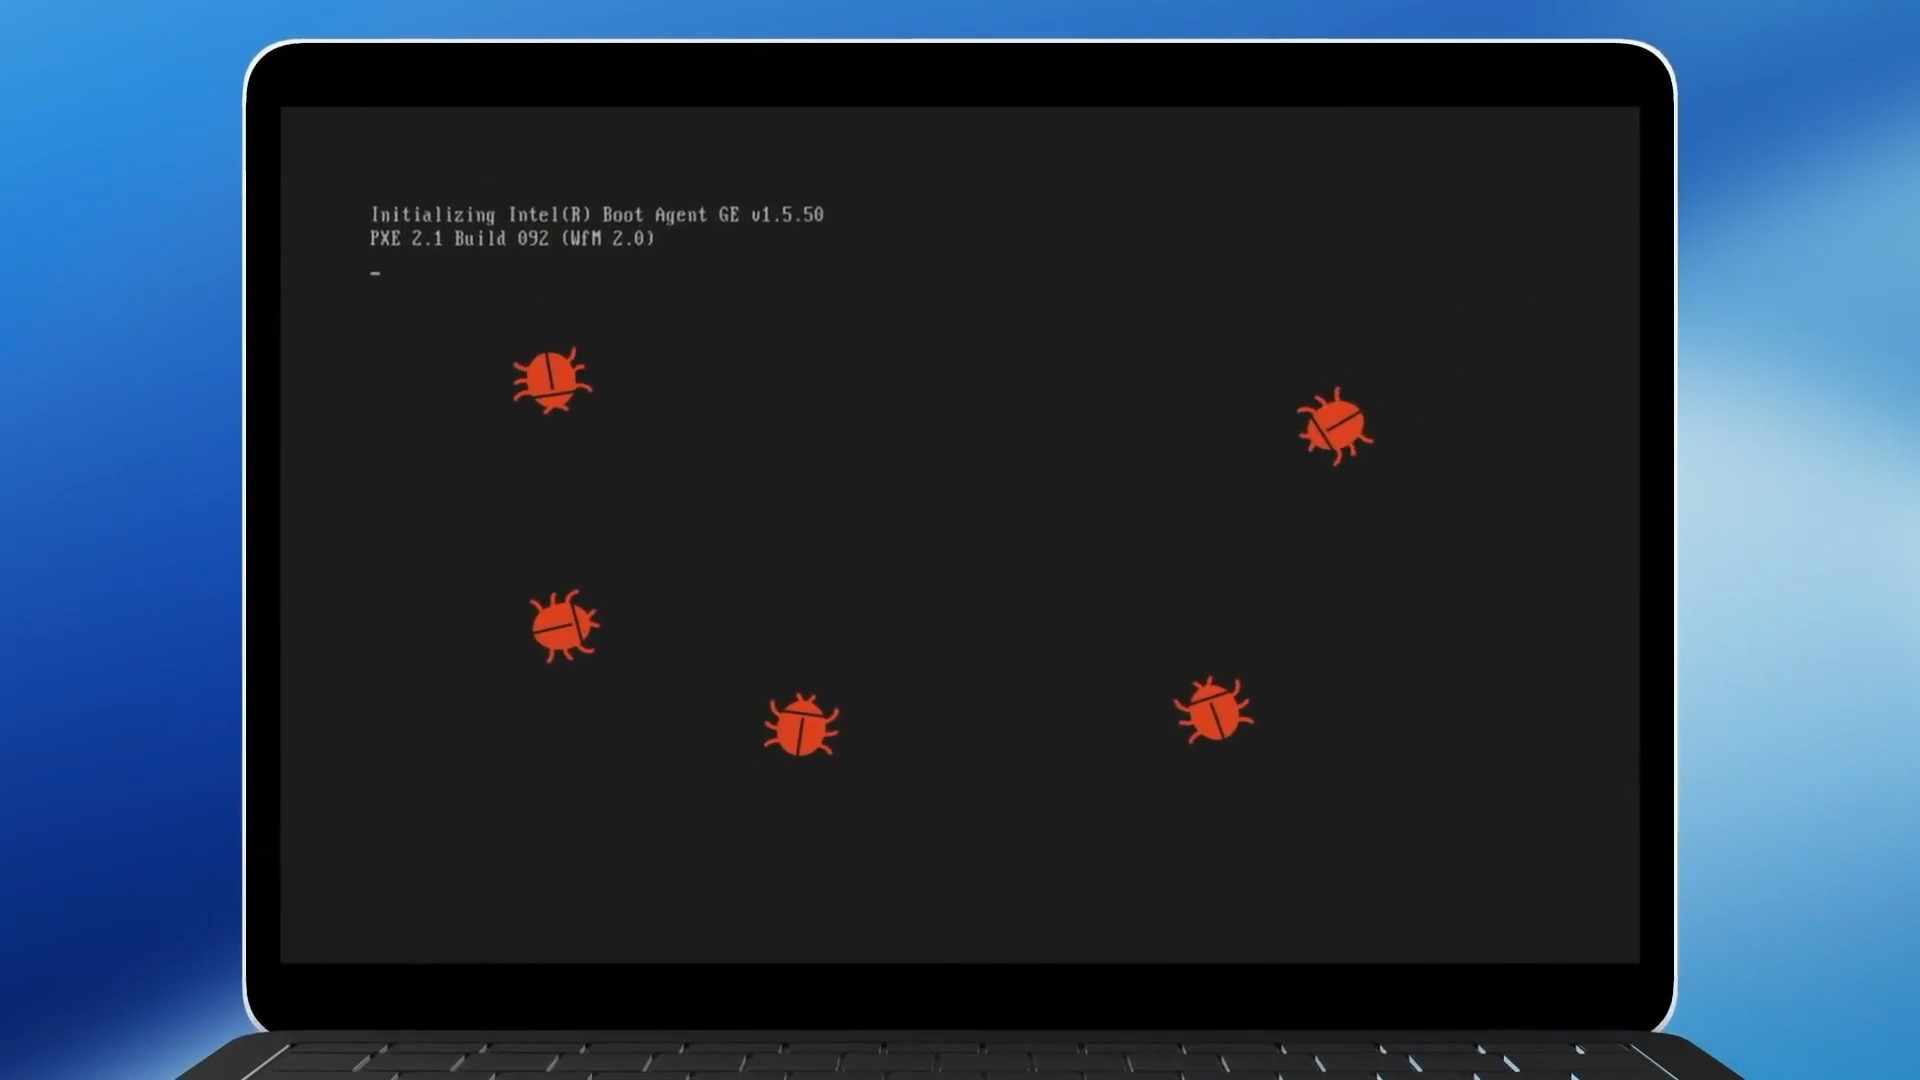 Initializing Intel(R) Boot Agent GE v1.5.50
PXE 2.1 Build 092 (WfM 2.0)